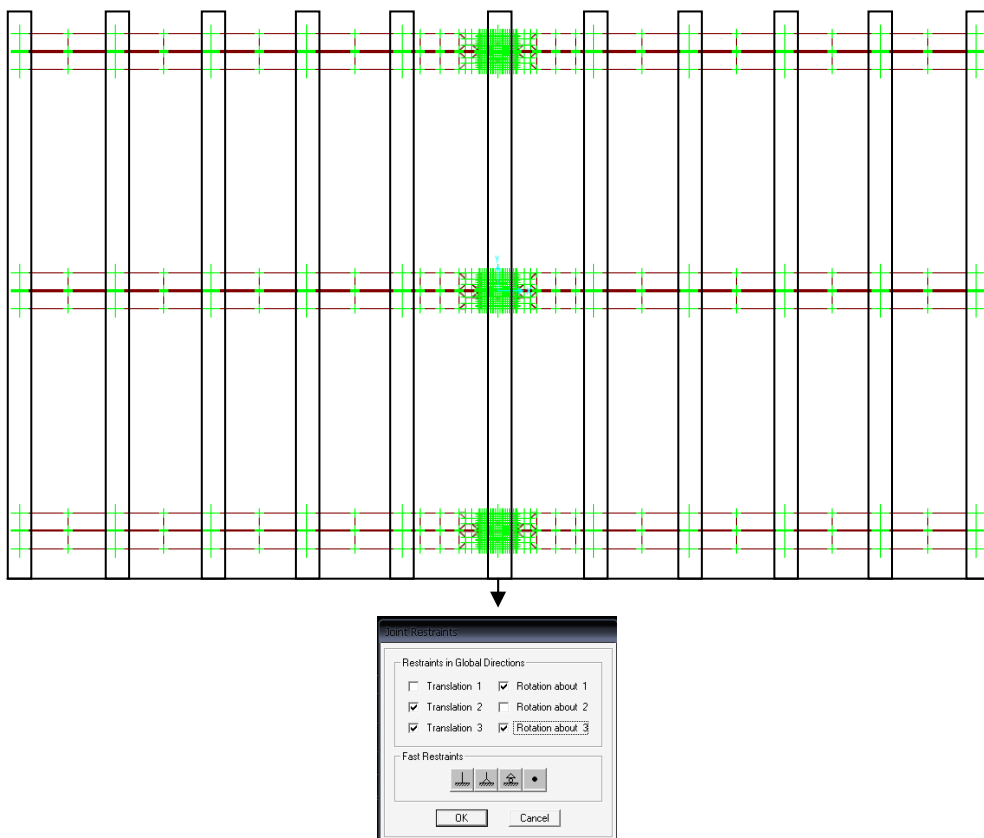 Y
Joint Restraints
Restraints in Global Directions
Translation 1 Rotation about 1
Translation 2 Rotation about 2
Translation 3 Rotation about 3
Fast Restraints
OK Cancel